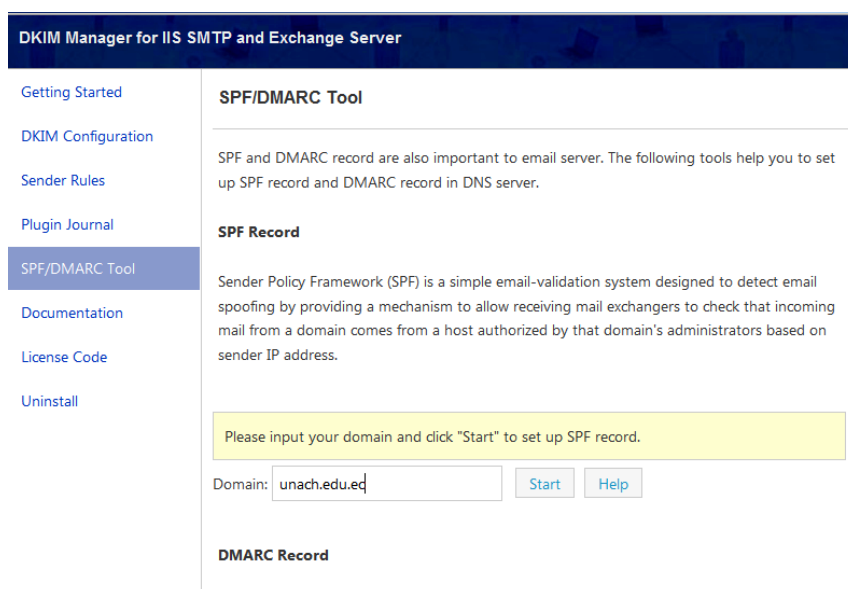 DKIM Manager for IIS SMTP and Exchange Server
Getting Started
DKIM Configuration
Sender Rules
Plugin Journal
SPF/DMARC Tool
Documentation
License Code
Uninstall
SPF/DMARC Tool
SPF and DMARC record are also important to email server. The following tools help you to set
up SPF record and DMARC record in DNS server.
SPF Record
Sender Policy Framework (SPF) is a simple email-validation system designed to detect email
spoofing by providing a mechanism to allow receiving mail exchangers to check that incoming
mail from a domain comes from a host authorized by that domain's administrators based on
sender IP address.
Please input your domain and click "Start" to set up SPF record.
Domain: unach.edu.ec Start Help
DMARC Record